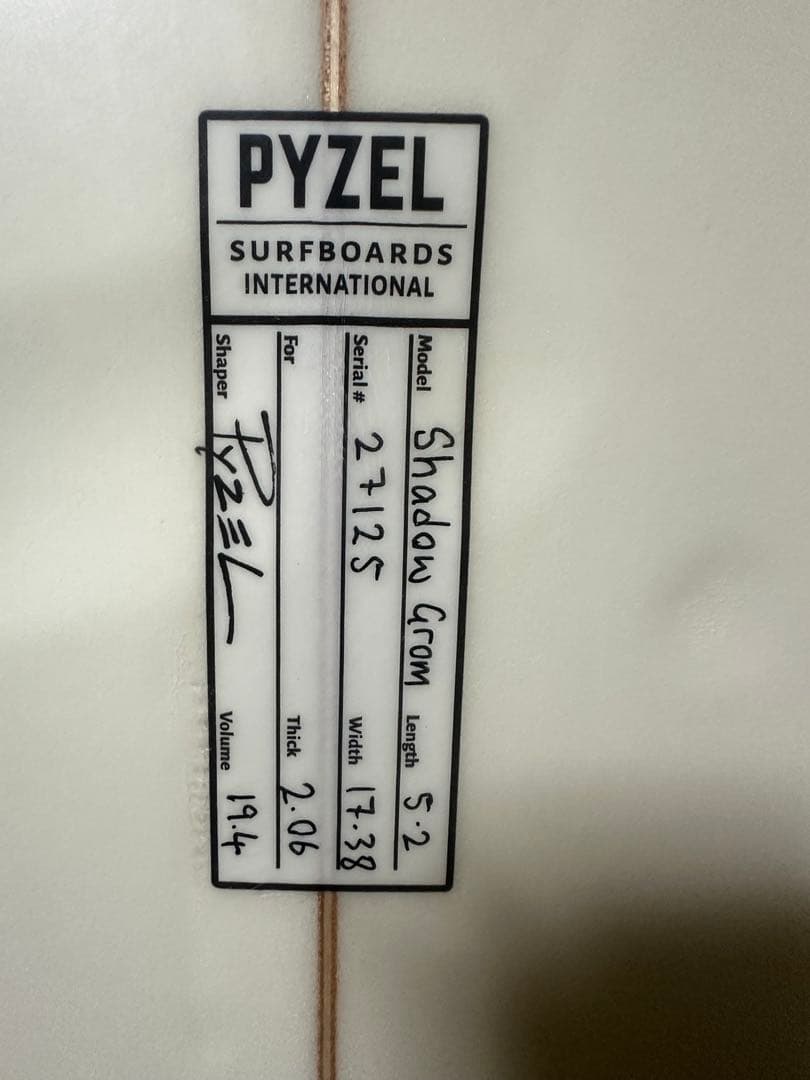 PYZEL
SURFBOARDS
INTERNATIONAL
Model Shadow Grom Length 5.2
Serial # 27125 Width 17.38
For Thick 2.06
Shaper PYZEL Volume 19.4